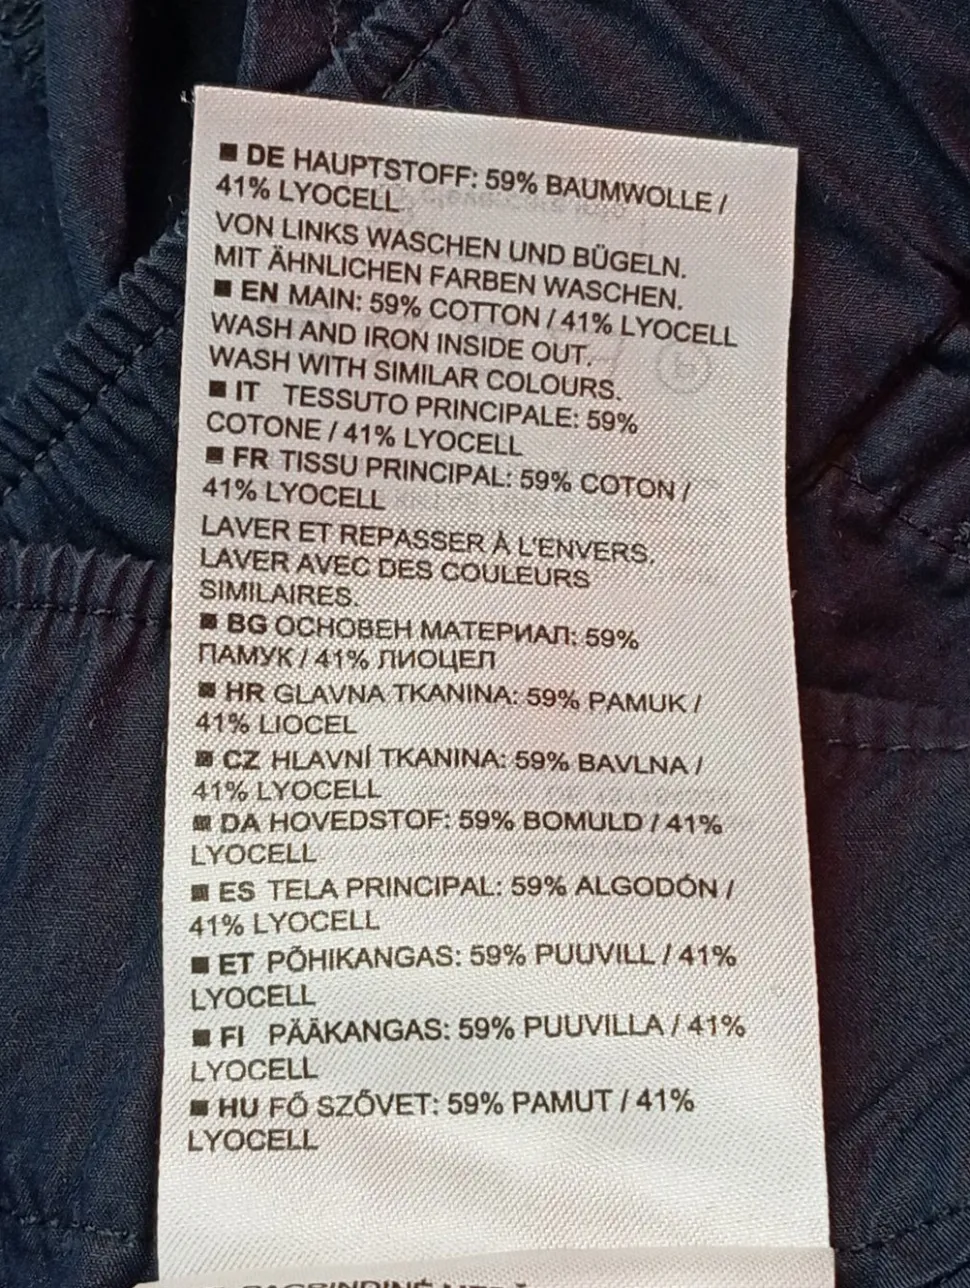 ■ DE HAUPTSTOFF: 59% BAUMWOLLE /
41% LYOCELL
VON LINKS WASCHEN UND BÜGELN.
MIT ÄHNLICHEN FARBEN WASCHEN.
■ EN MAIN: 59% COTTON / 41% LYOCELL
WASH AND IRON INSIDE OUT.
WASH WITH SIMILAR COLOURS.
■ IT TESSUTO PRINCIPALE: 59%
COTONE / 41% LYOCELL
■ FR TISSU PRINCIPAL: 59% COTON /
41% LYOCELL
LAVER ET REPASSER À L'ENVERS.
LAVER AVEC DES COULEURS
SIMILAIRES.
■ BG ОСНОВЕН МАТЕРИАЛ: 59%
ПАМУК / 41% ЛИОЦЕЛ
■ HR GLAVNA TKANINA: 59% PAMUK /
41% LIOCEL
■ CZ HLAVNÍ TKANINA: 59% BAVLNA /
41% LYOCELL
■ DA HOVEDSTOF: 59% BOMULD / 41%
LYOCELL
■ ES TELA PRINCIPAL: 59% ALGODÓN /
41% LYOCELL
■ ET PÕHIKANGAS: 59% PUUVILL / 41%
LYOCELL
■ FI PÄÄKANGAS: 59% PUUVILLA / 41%
LYOCELL
■ HU FŐ SZŐVET: 59% PAMUT / 41%
LYOCELL